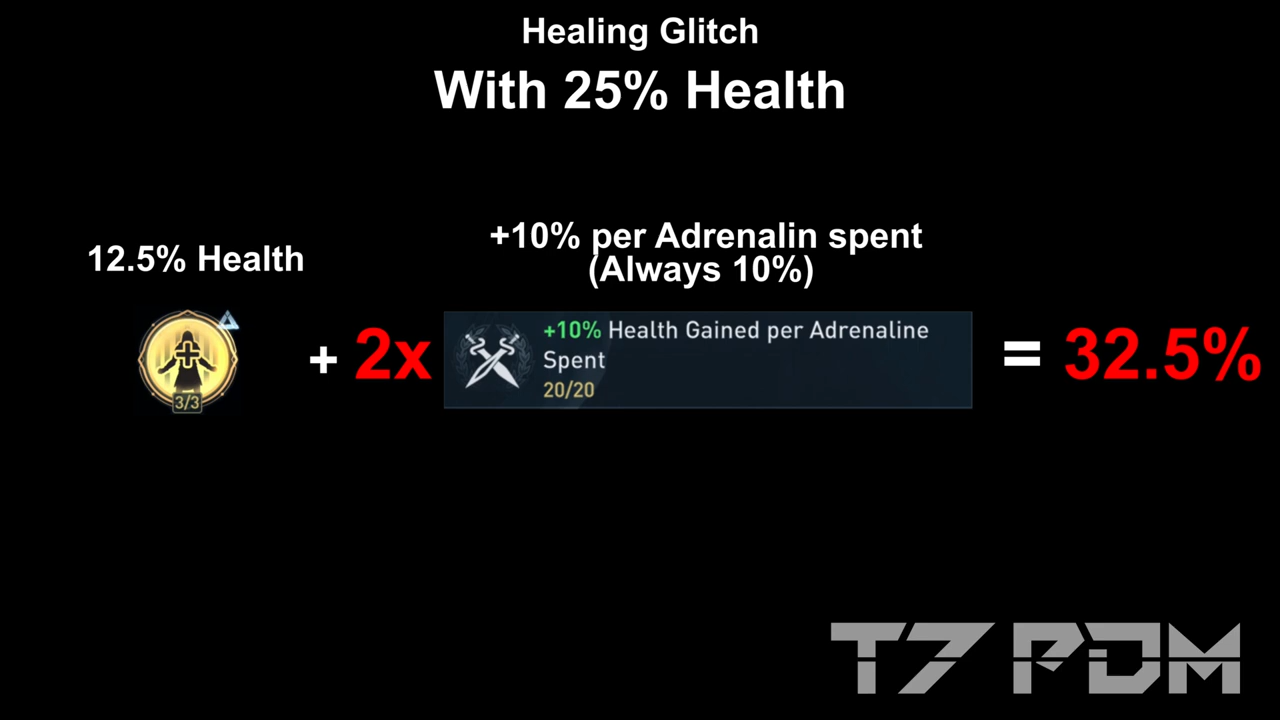 Healing Glitch
With 25% Health
12.5% Health
+10% per Adrenalin spent
(Always 10%)
3/3
+ 2x
+10% Health Gained per Adrenaline
Spent
20/20
= 32.5%
T7 PDM